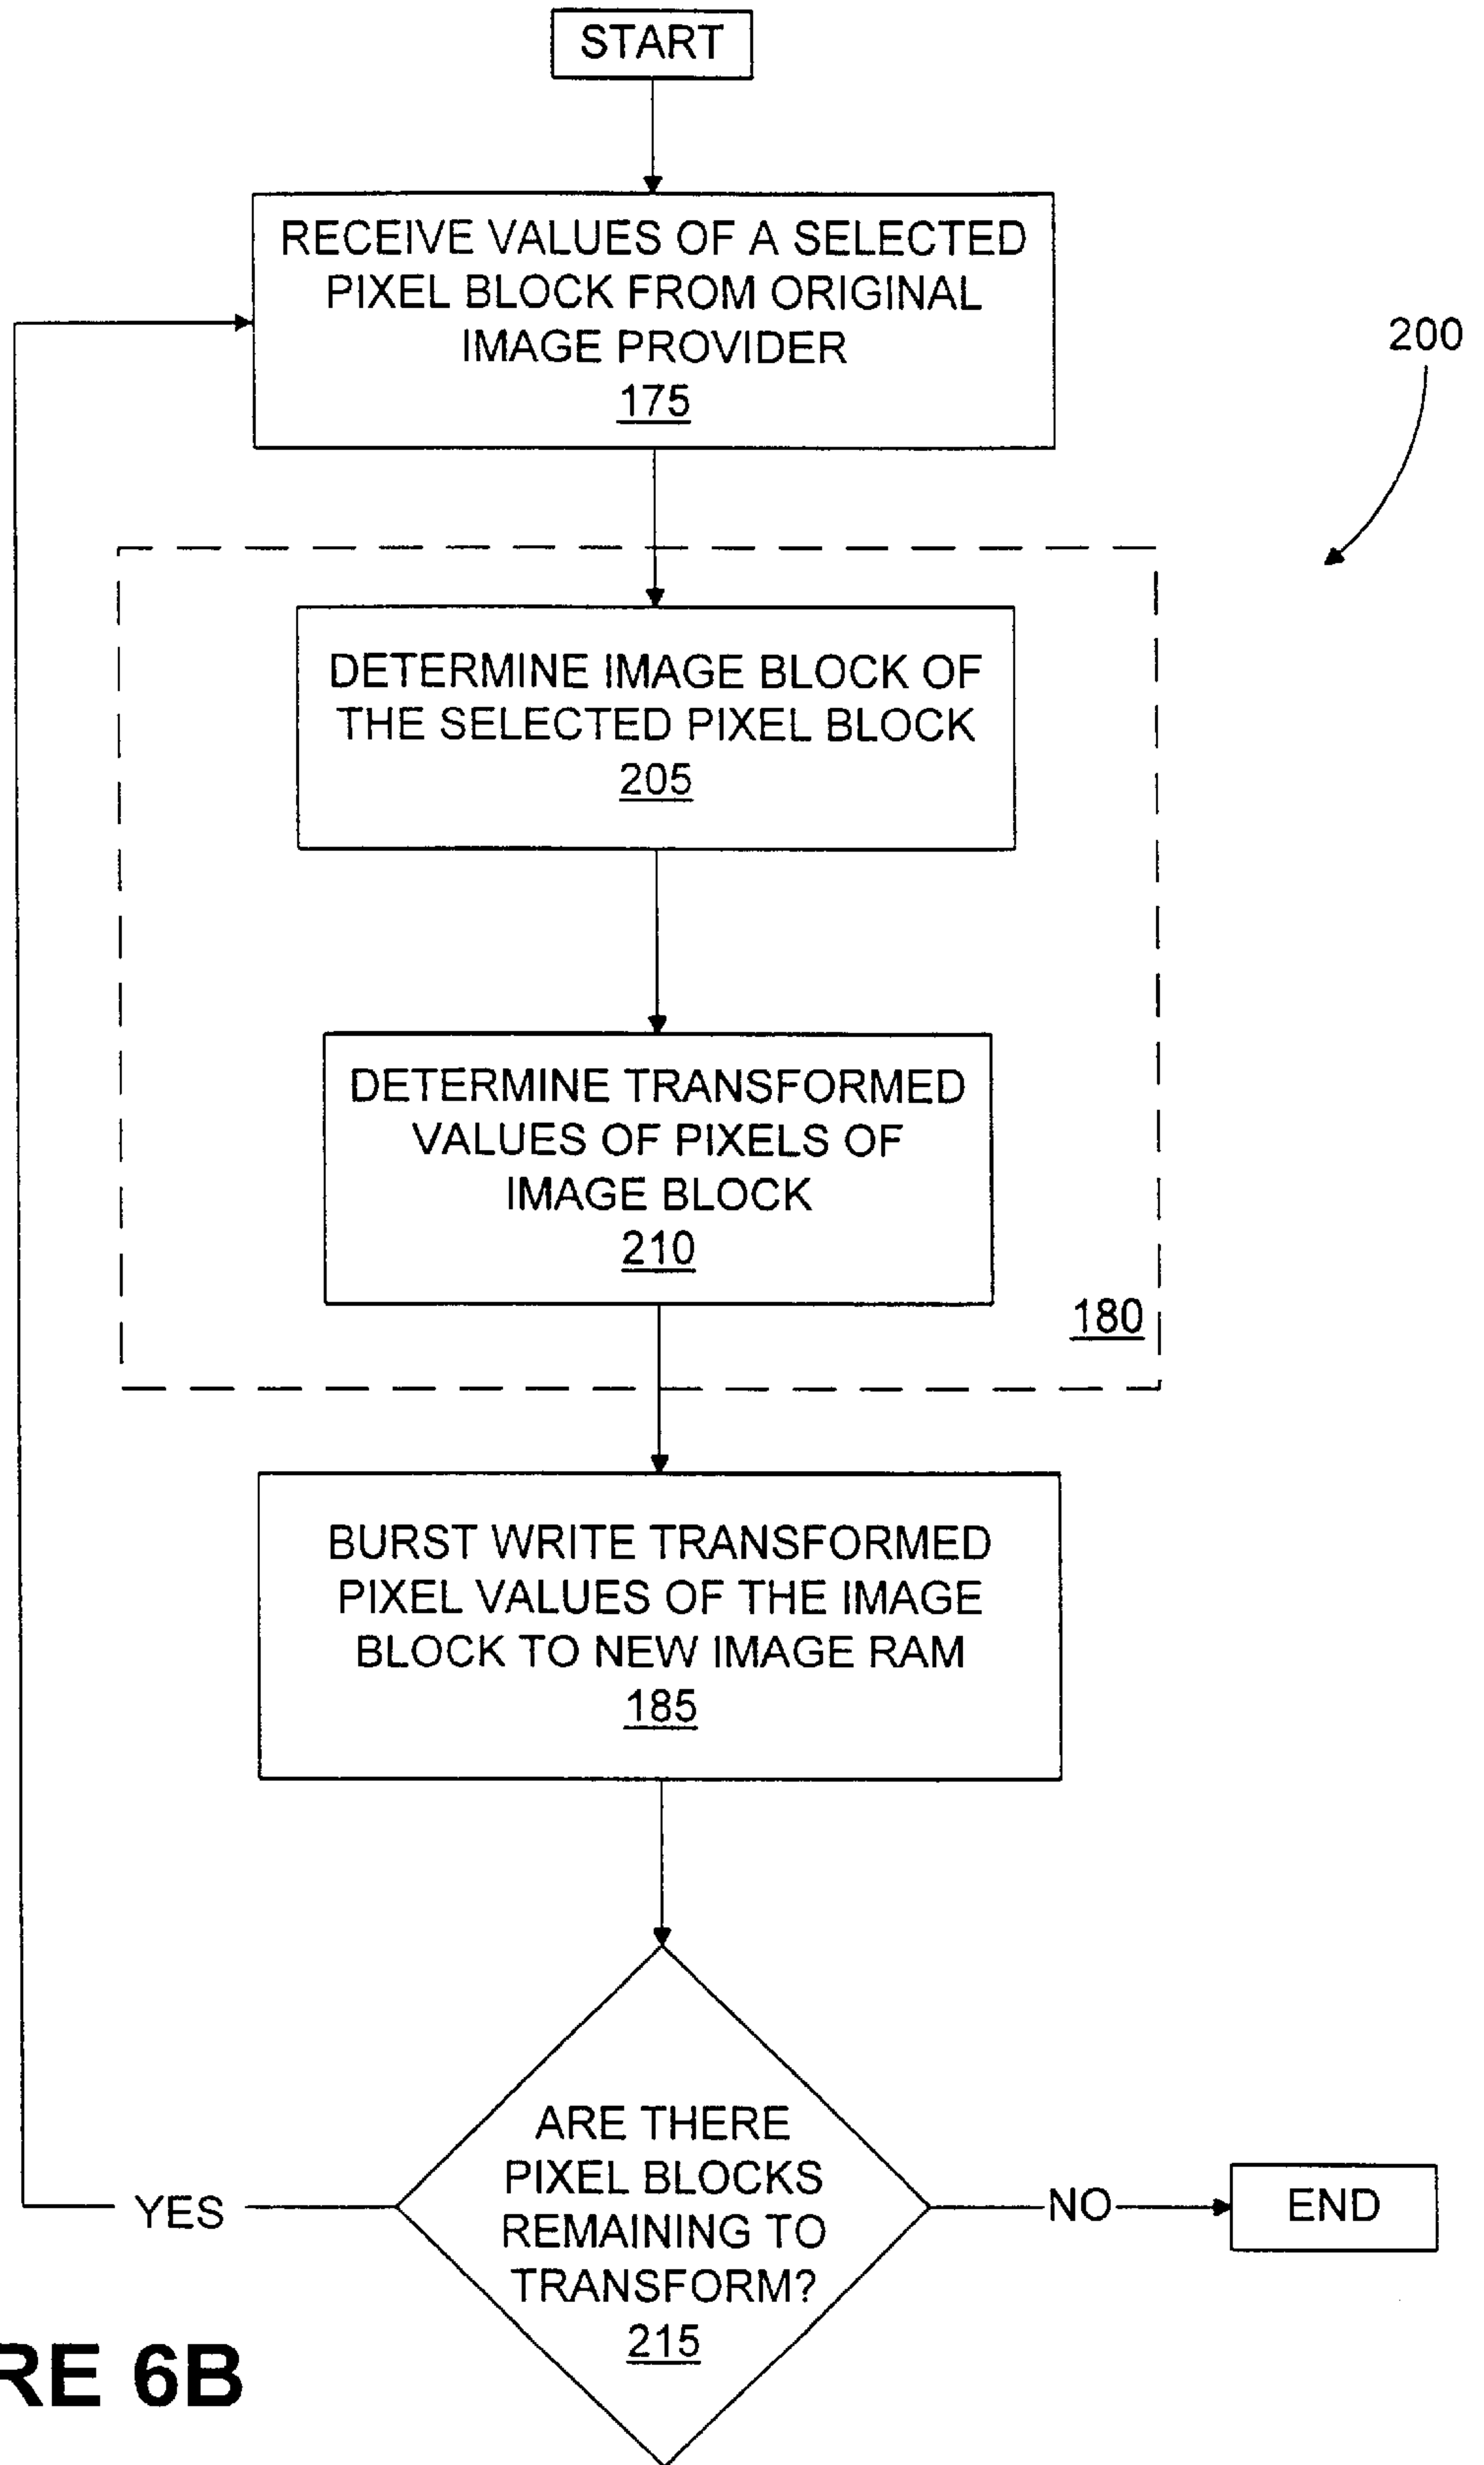 START
RECEIVE VALUES OF A SELECTED
PIXEL BLOCK FROM ORIGINAL
IMAGE PROVIDER
175
200
DETERMINE IMAGE BLOCK OF
THE SELECTED PIXEL BLOCK
205
DETERMINE TRANSFORMED
VALUES OF PIXELS OF
IMAGE BLOCK
210
180
BURST WRITE TRANSFORMED
PIXEL VALUES OF THE IMAGE
BLOCK TO NEW IMAGE RAM
185
ARE THERE
PIXEL BLOCKS
REMAINING TO
TRANSFORM?
215
YES
NO
END
RE 6B